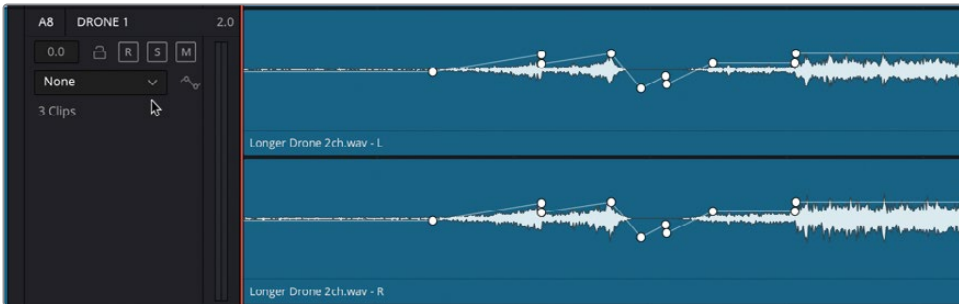 A8 DRONE 1 2.0
0.0 R S M
None
3 Clips
Longer Drone 2ch.wav - L
Longer Drone 2ch.wav - R